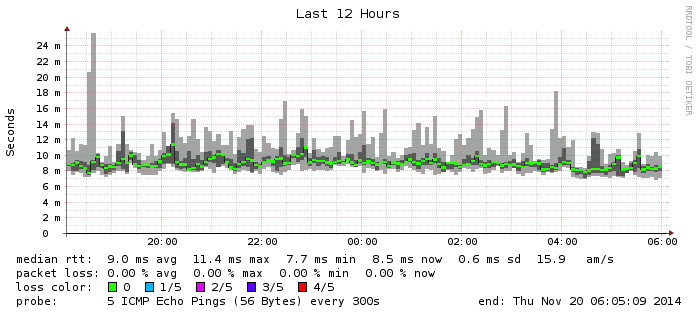 Last 12 Hours
RRDTOOL / TOBI OETIKER
Seconds
24 m
22 m
20 m
18 m
16 m
14 m
12 m
10 m
8 m
6 m
4 m
2 m
0
20:00 22:00 00:00 02:00 04:00 06:00
median rtt: 9.0 ms avg 11.4 ms max 7.7 ms min 8.5 ms now 0.6 ms sd 15.9 am/s
packet loss: 0.00 % avg 0.00 % max 0.00 % min 0.00 % now
loss color: 0 1/5 2/5 3/5 4/5
probe: 5 ICMP Echo Pings (56 Bytes) every 300s end: Thu Nov 20 06:05:09 2014